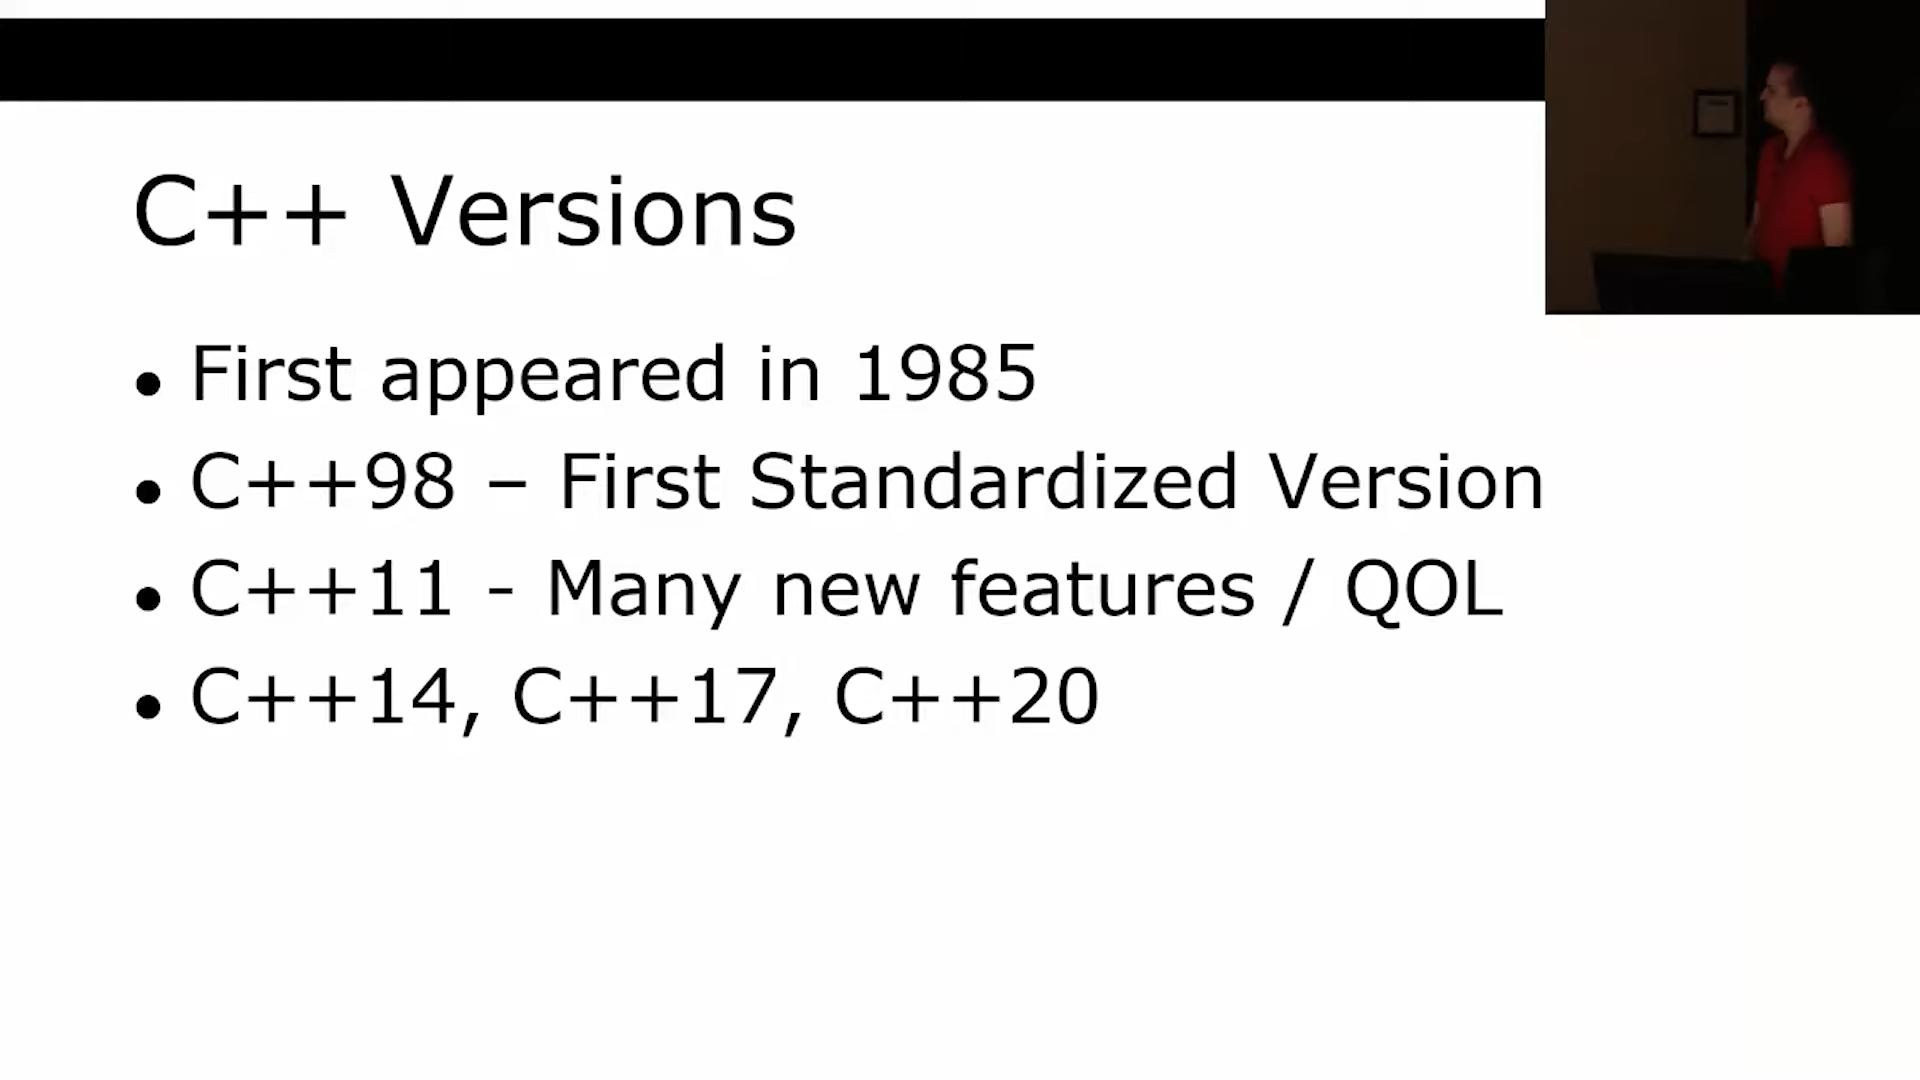 C++ Versions
• First appeared in 1985
• C++98 – First Standardized Version
• C++11 - Many new features / QOL
• C++14, C++17, C++20